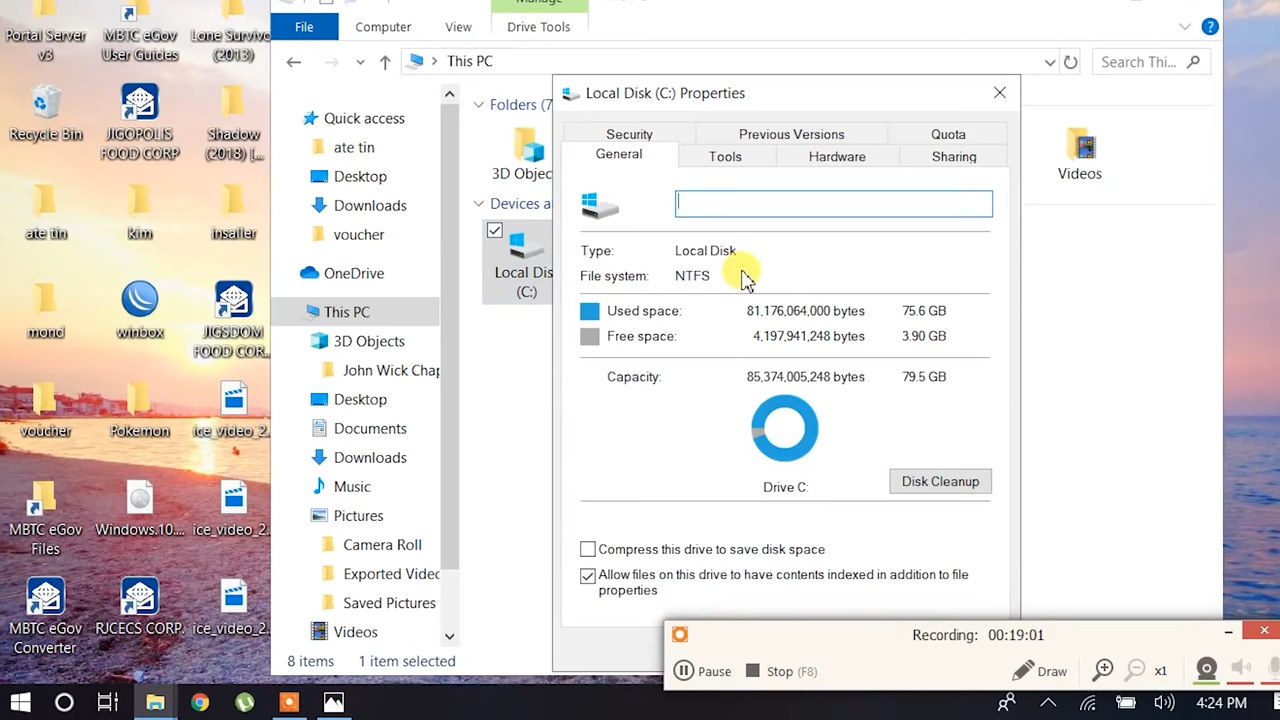 Portal Server
v3
MBTC eGov
User Guides
Lone Survivo
(2013)
Recycle Bin
JIGOPOLIS
FOOD CORP
Shadow
(2018) [...
ate tin
kim
insaller
mond
winbox
JIGSDOM
FOOD COR...
voucher
Pokemon
ice_video_2...
MBTC eGov
Files
Windows.10....
ice_video_2...
MBTC eGov
Converter
RJCECS CORP.
ice_video_2...
File
Computer
View
Drive Tools
This PC
Search Thi...
Quick access
ate tin
Desktop
Downloads
voucher
OneDrive
This PC
3D Objects
John Wick Chap
Desktop
Documents
Downloads
Music
Pictures
Camera Roll
Exported Videc
Saved Pictures
Videos
8 items
1 item selected
Folders (7
3D Objec
Devices a
Local Dis
(C:)
Videos
Local Disk (C:) Properties
Security
Previous Versions
Quota
General
Tools
Hardware
Sharing
Type:
Local Disk
File system:
NTFS
Used space:
81,176,064,000 bytes
75.6 GB
Free space:
4,197,941,248 bytes
3.90 GB
Capacity:
85,374,005,248 bytes
79.5 GB
Drive C:
Disk Cleanup
Compress this drive to save disk space
Allow files on this drive to have contents indexed in addition to file
properties
Recording: 00:19:01
Pause
Stop (F8)
Draw
x1
4:24 PM